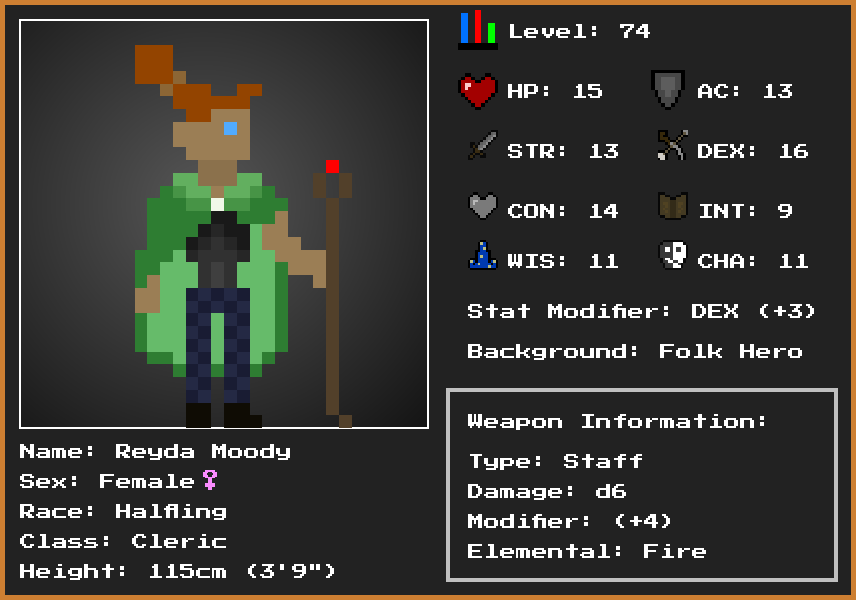 Level: 74
HP: 15
AC: 13
STR: 13
DEX: 16
CON: 14
INT: 9
WIS: 11
CHA: 11
Stat Modifier: DEX (+3)
Background: Folk Hero
Weapon Information:
Type: Staff
Damage: d6
Modifier: (+4)
Elemental: Fire
Name: Reyda Moody
Sex: Female♀
Race: Halfling
Class: Cleric
Height: 115cm (3'9")